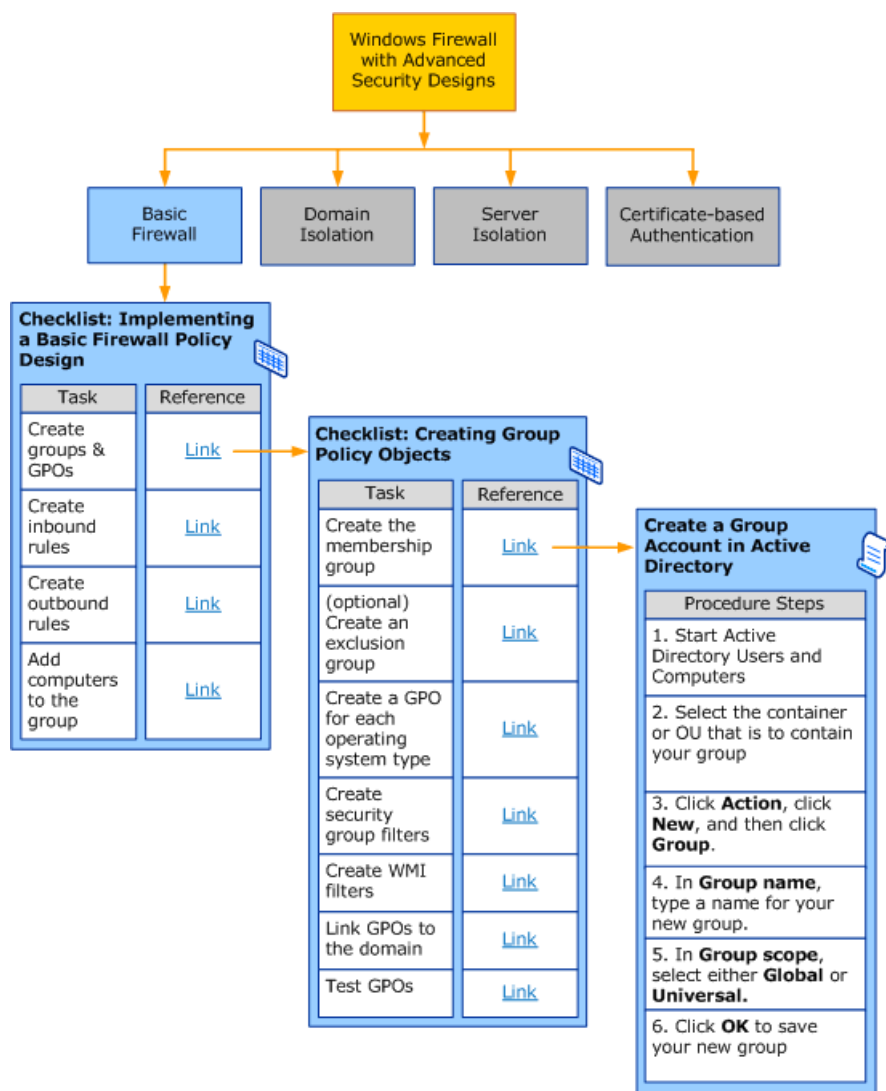 Windows Firewall
with Advanced
Security Designs
Basic
Firewall
Domain
Isolation
Server
Isolation
Certificate-based
Authentication
Checklist: Implementing
a Basic Firewall Policy
Design
Task
Reference
Create
groups &
GPOs
Link
Create
inbound
rules
Link
Create
outbound
rules
Link
Add
computers
to the
group
Link
Checklist: Creating Group
Policy Objects
Task
Reference
Create the
membership
group
Link
(optional)
Create an
exclusion
group
Link
Create a GPO
for each
operating
system type
Link
Create
security
group filters
Link
Create WMI
filters
Link
Link GPOs to
the domain
Link
Test GPOs
Link
Create a Group
Account in Active
Directory
Procedure Steps
1. Start Active
Directory Users and
Computers
2. Select the container
or OU that is to contain
your group
3. Click Action, click
New, and then click
Group.
4. In Group name,
type a name for your
new group.
5. In Group scope,
select either Global or
Universal.
6. Click OK to save
your new group